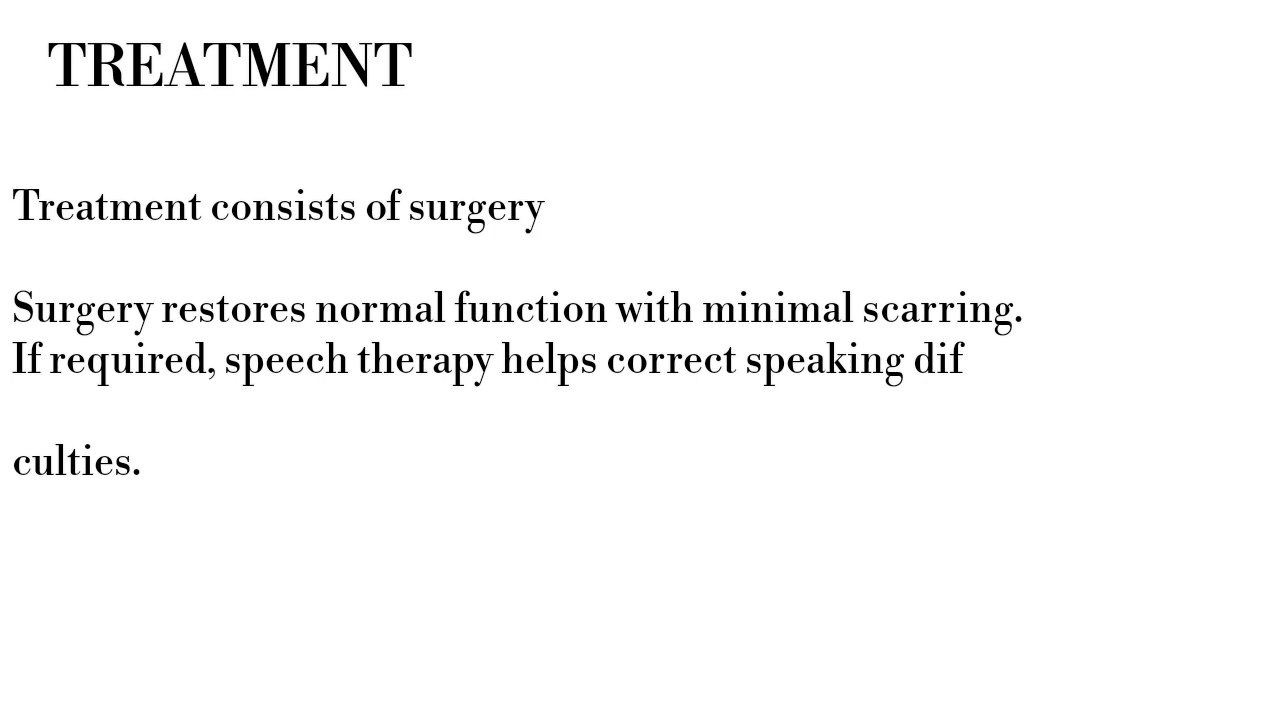 TREATMENT
Treatment consists of surgery
Surgery restores normal function with minimal scarring.
If required, speech therapy helps correct speaking dif
culties.